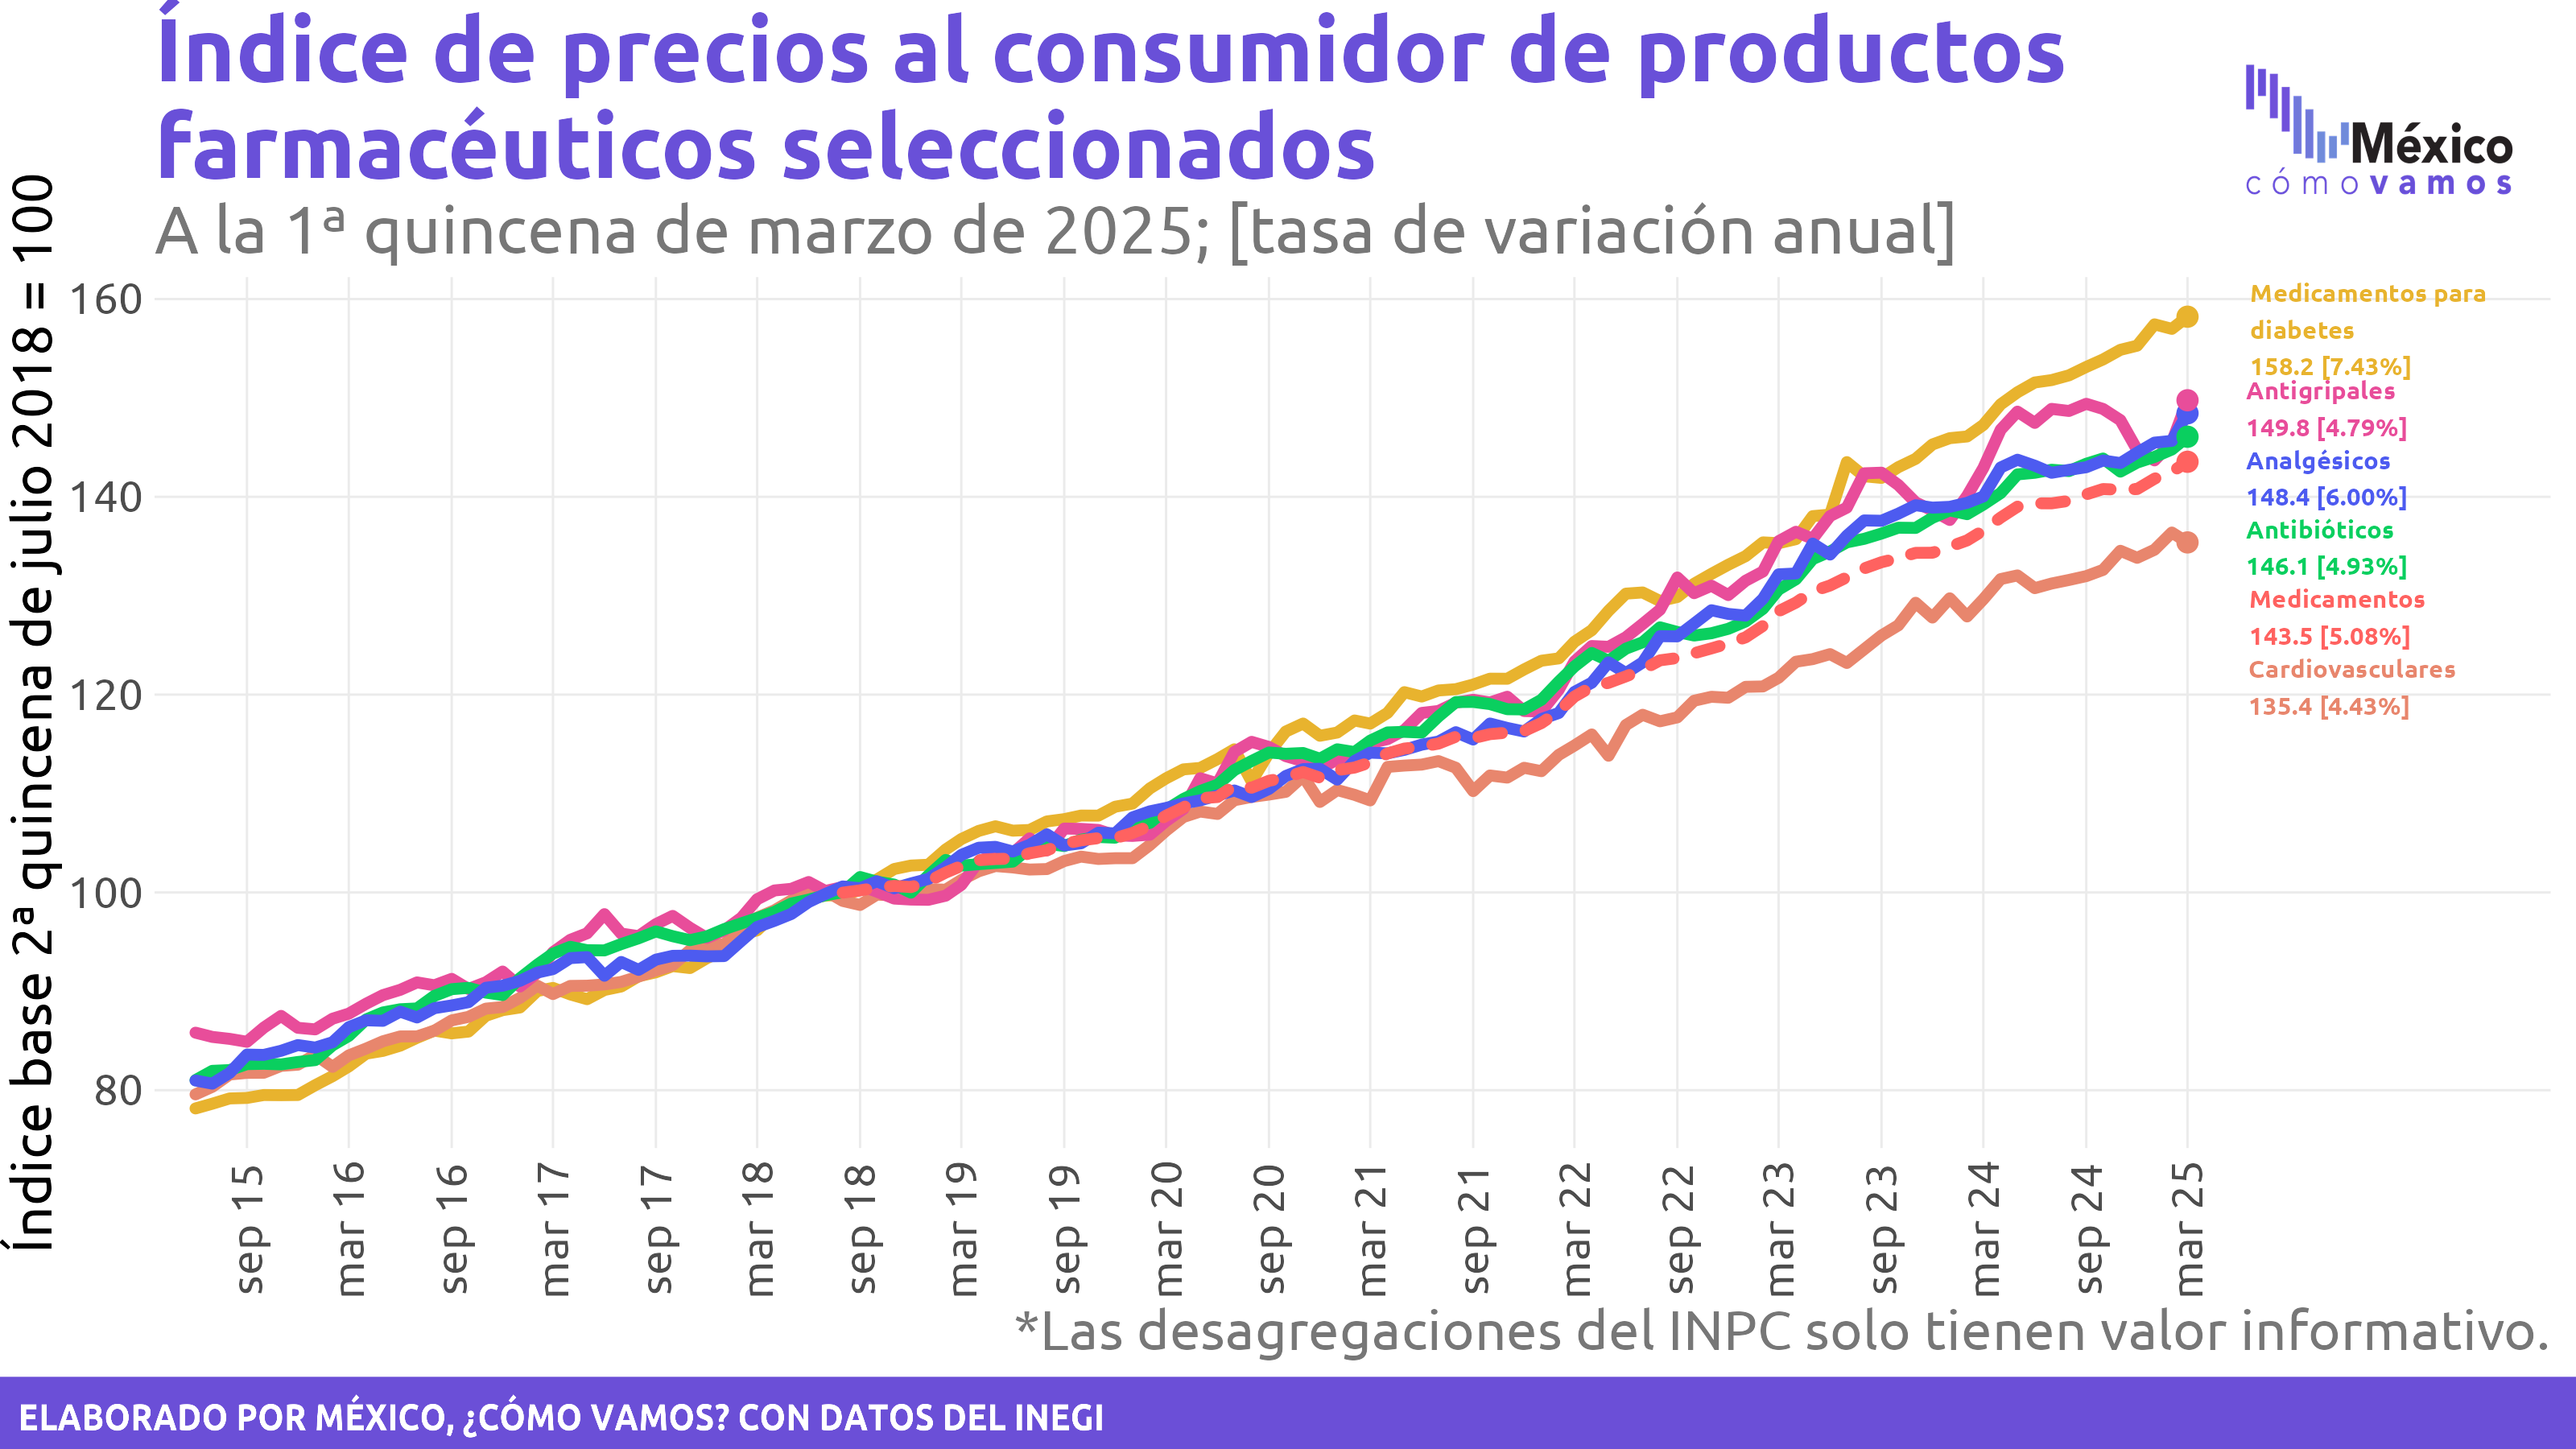 Índice de precios al consumidor de productos
farmacéuticos seleccionados
A la 1ª quincena de marzo de 2025; [tasa de variación anual]
México
cómo vamos
Índice base 2ª quincena de julio 2018 = 100
160
140
120
100
80
Medicamentos para
diabetes
158.2 [7.43%]
Antigripales
149.8 [4.79%]
Analgésicos
148.4 [6.00%]
Antibióticos
146.1 [4.93%]
Medicamentos
143.5 [5.08%]
Cardiovasculares
135.4 [4.43%]
sep 15
mar 16
sep 16
mar 17
sep 17
mar 18
sep 18
mar 19
sep 19
mar 20
sep 20
mar 21
sep 21
mar 22
sep 22
mar 23
sep 23
mar 24
sep 24
mar 25
*Las desagregaciones del INPC solo tienen valor informativo.
ELABORADO POR MÉXICO, ¿CÓMO VAMOS? CON DATOS DEL INEGI